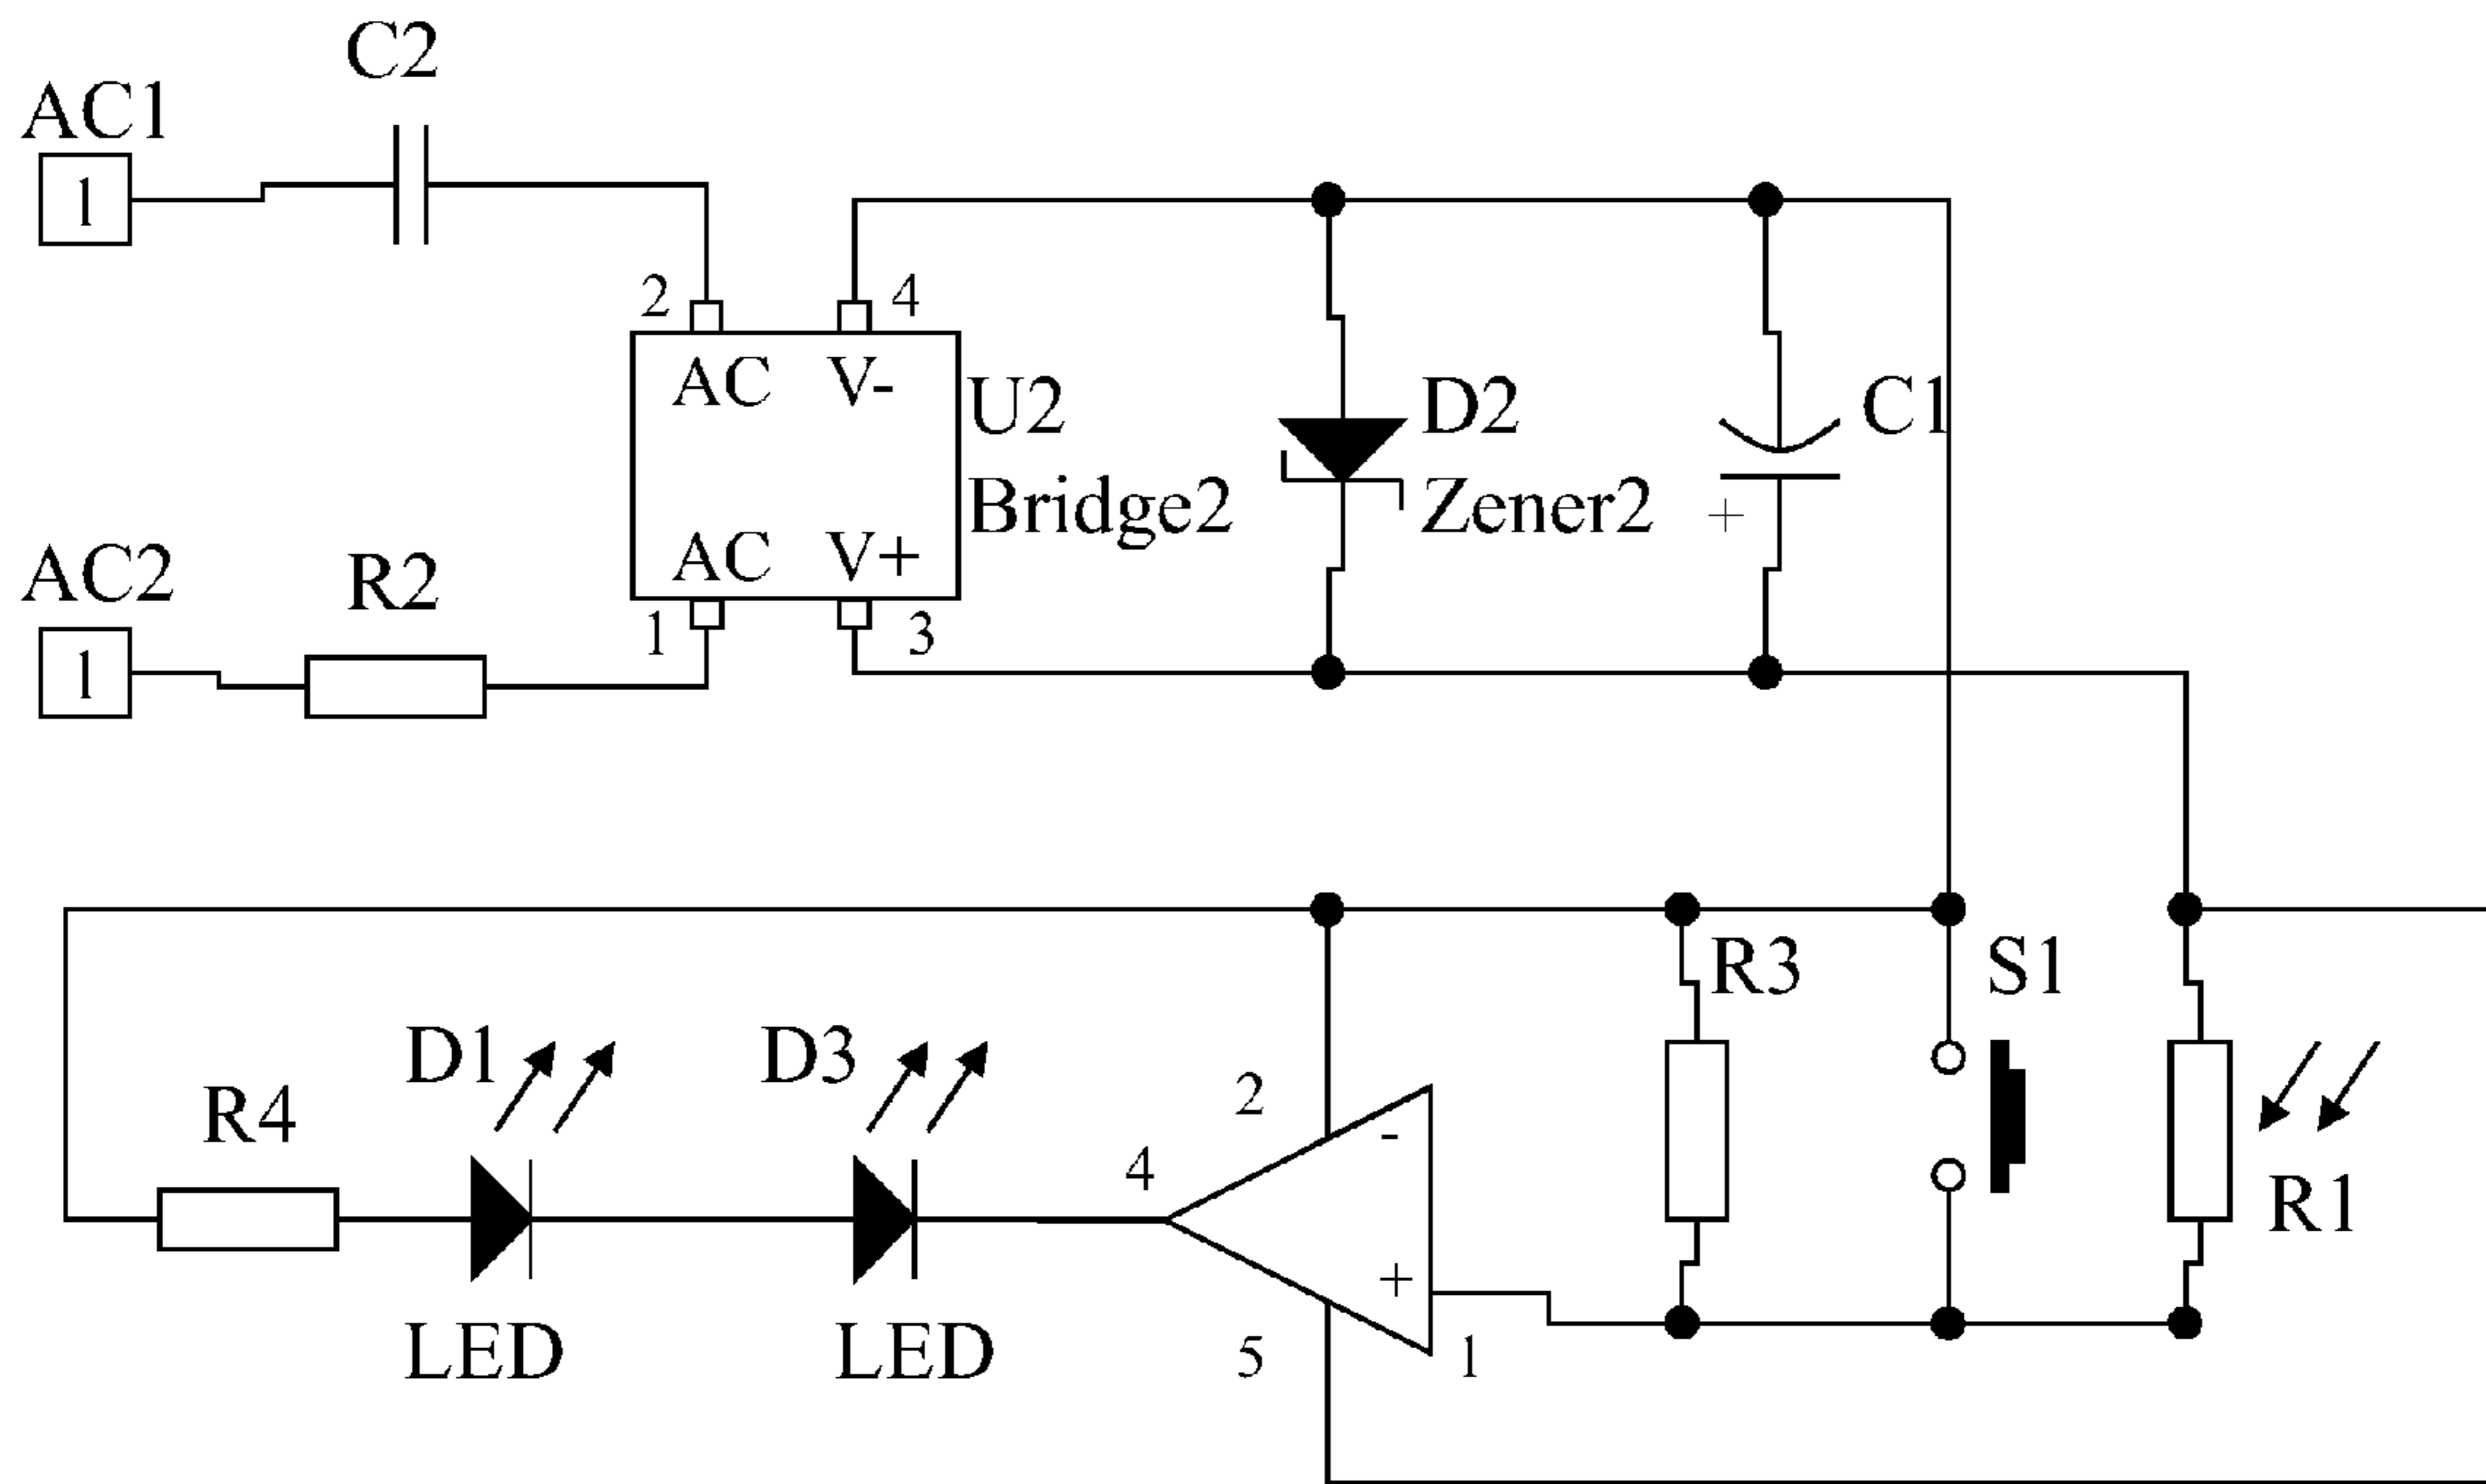 C2
AC1
1
2
4
AC V-
U2
D2
C1
Bridge2
Zener2
+
AC V+
AC2
R2
1
3
1
R3
S1
D1
D3
R4
2
-
4
R1
+
LED
LED
5
1